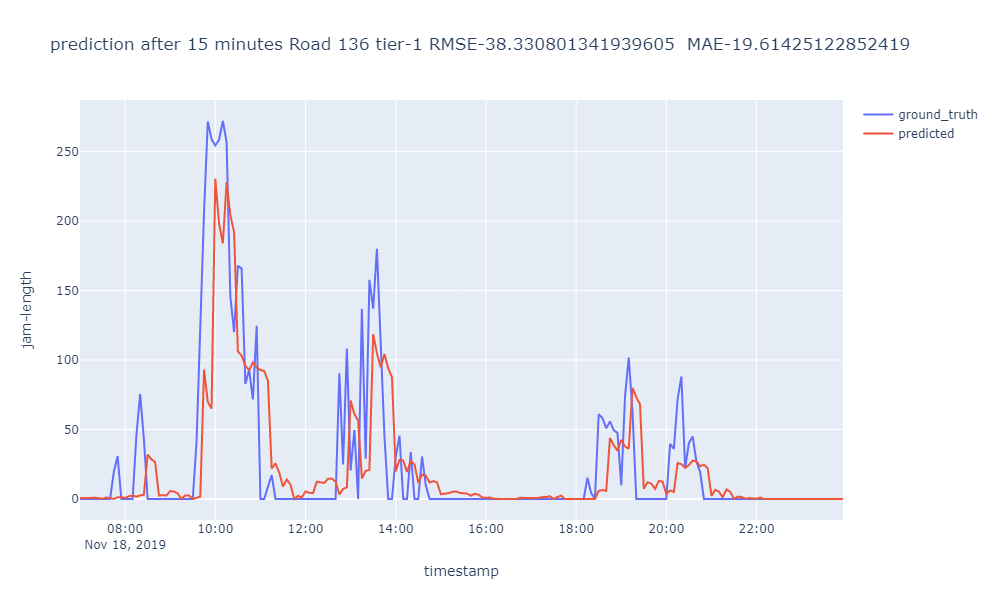 prediction after 15 minutes Road 136 tier-1 RMSE-38.330801341939605  MAE-19.61425122852419
ground_truth
predicted
250
200
150
100
50
0
jam-length
08:00 10:00 12:00 14:00 16:00 18:00 20:00 22:00
Nov 18, 2019
timestamp